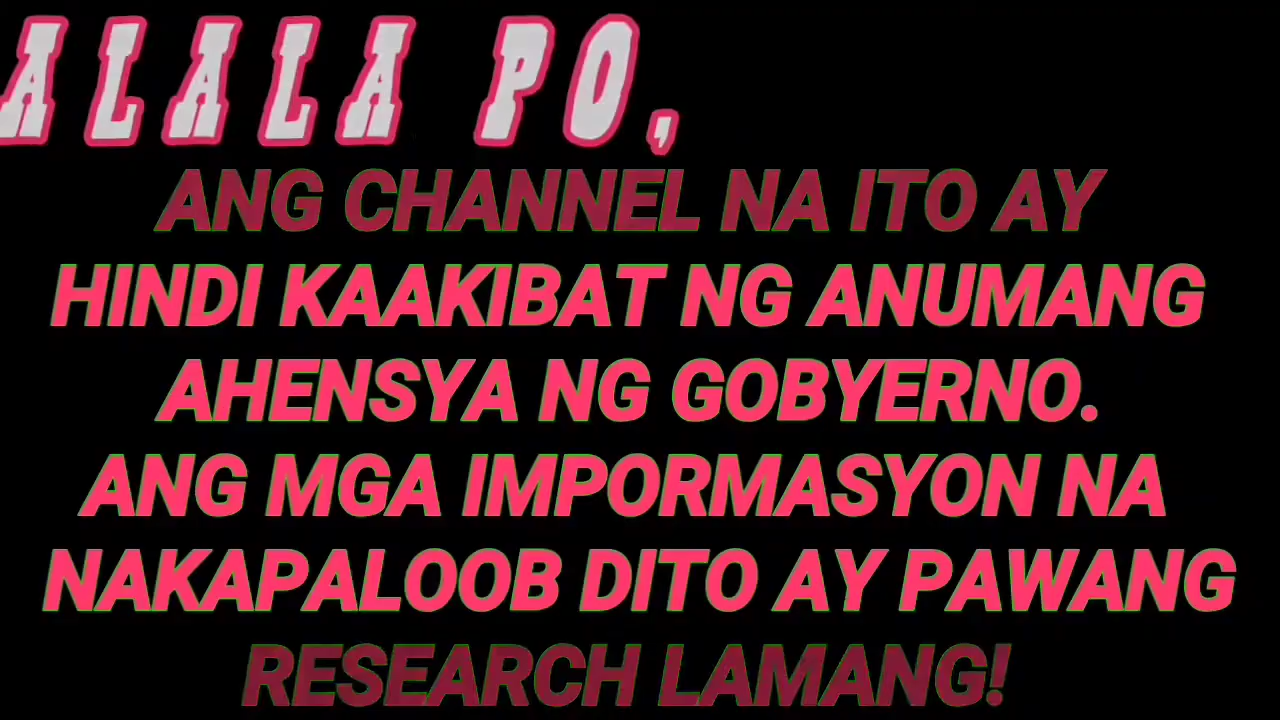 ALALA PO,
ANG CHANNEL NA ITO AY
HINDI KAAKIBAT NG ANUMANG
AHENSYA NG GOBYERNO.
ANG MGA IMPORMASYON NA
NAKAPALOOB DITO AY PAWANG
RESEARCH LAMANG!